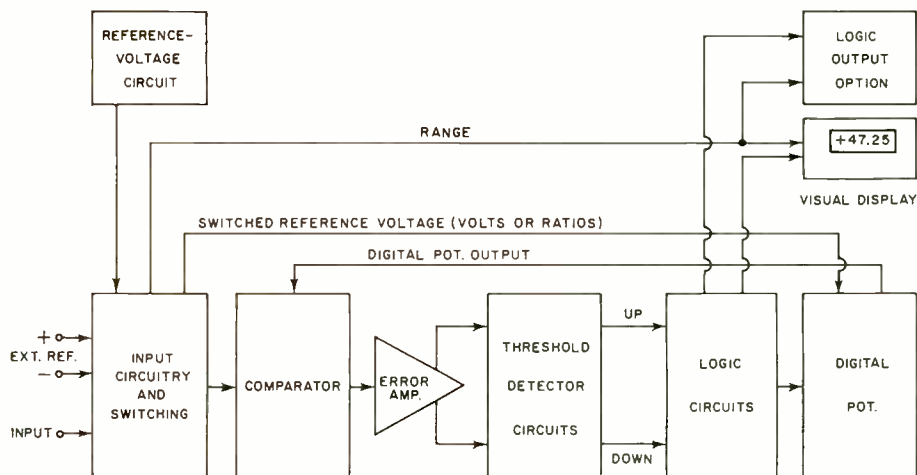 REFERENCE-
VOLTAGE
CIRCUIT
LOGIC
OUTPUT
OPTION
RANGE
+47.25
VISUAL DISPLAY
SWITCHED REFERENCE VOLTAGE (VOLTS OR RATIOS)
DIGITAL POT. OUTPUT
+
EXT. REF.
-
INPUT
INPUT
CIRCUITRY
AND
SWITCHING
COMPARATOR
ERROR
AMP.
THRESHOLD
DETECTOR
CIRCUITS
UP
DOWN
LOGIC
CIRCUITS
DIGITAL
POT.